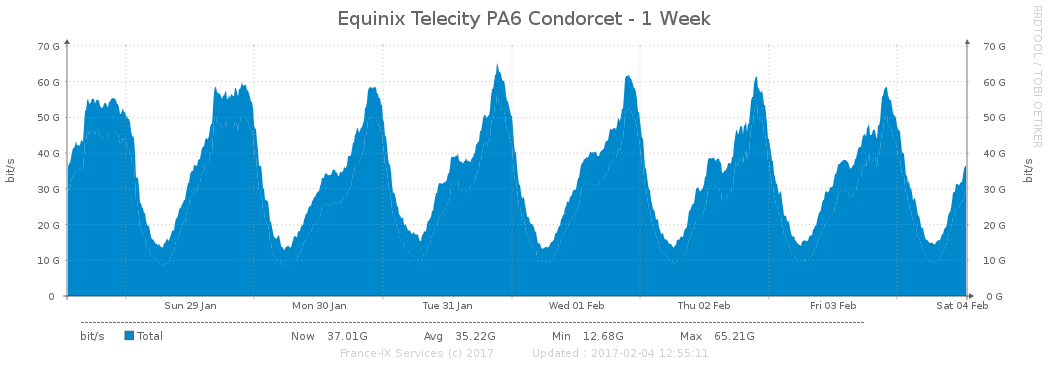 Equinix Telecity PA6 Condorcet - 1 Week
RRDTOOL / TOBI OETIKER
70 G 70 G
60 G 60 G
50 G 50 G
40 G 40 G
30 G 30 G
20 G 20 G
10 G 10 G
0 0 G
bit/s bit/s
Sun 29 Jan Mon 30 Jan Tue 31 Jan Wed 01 Feb Thu 02 Feb Fri 03 Feb Sat 04 Feb
bit/s Total Now 37.01G Avg 35.22G Min 12.68G Max 65.21G
France-IX Services (c) 2017 Updated : 2017-02-04 12:55:11